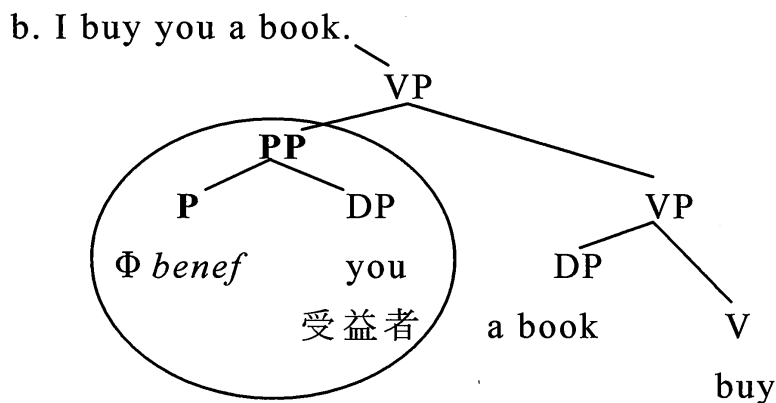 b. I buy you a book.
VP
PP
P DP VP
Φ benef you DP
受益者 a book V
buy